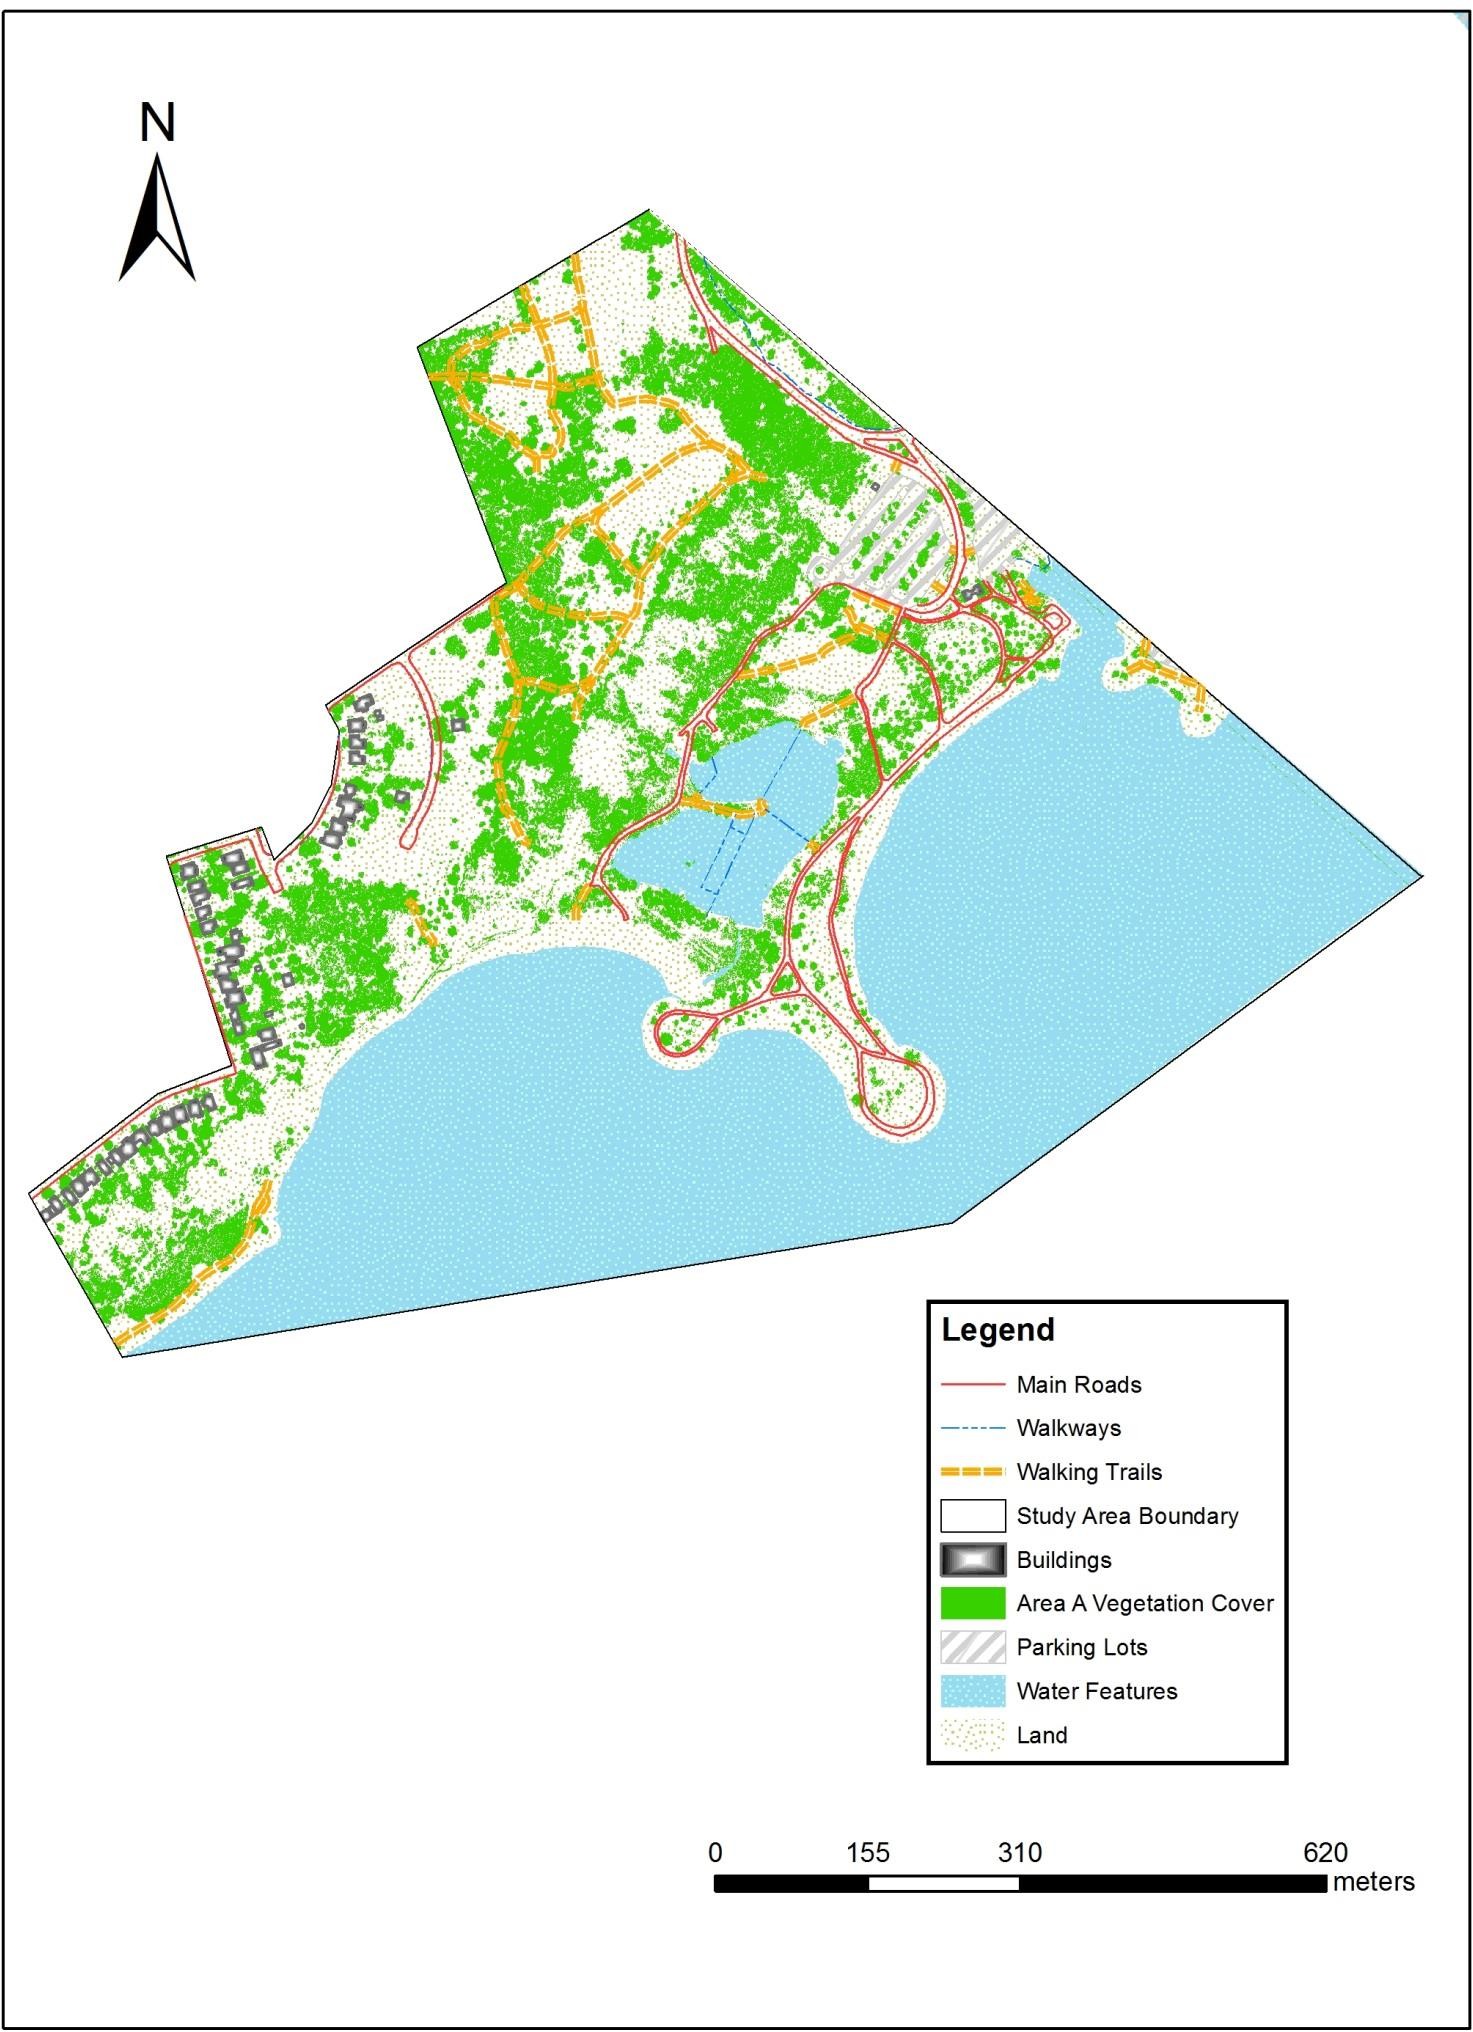 N
Legend
Main Roads
Walkways
Walking Trails
Study Area Boundary
Buildings
Area A Vegetation Cover
Parking Lots
Water Features
Land
0 155 310 620
meters